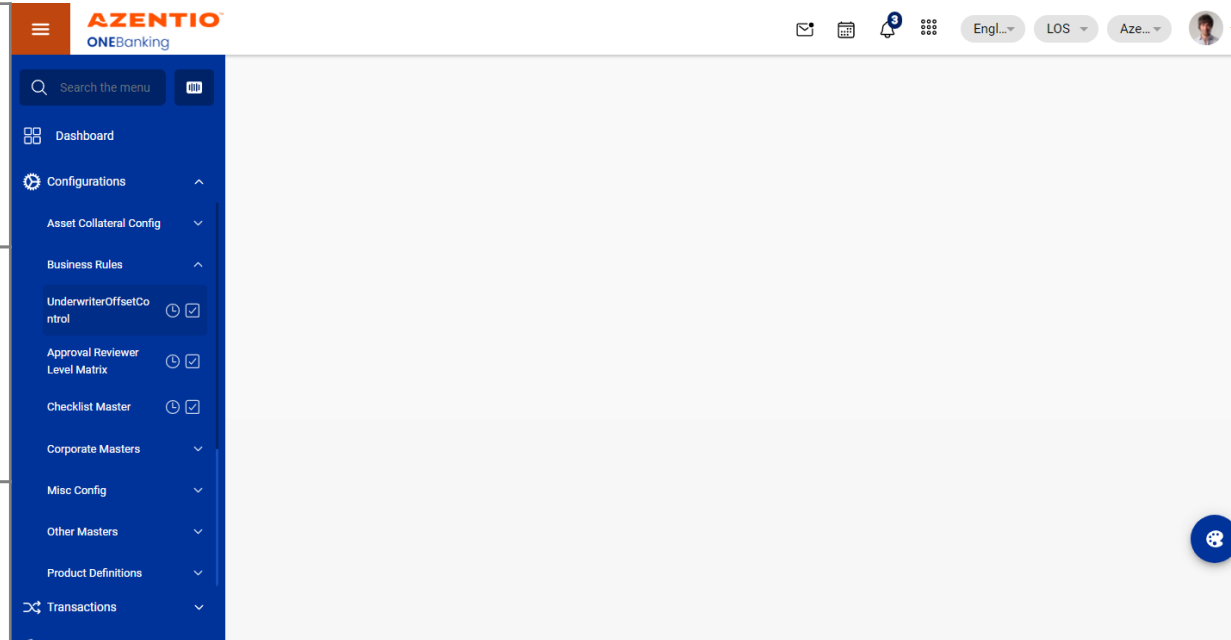 AZENTIO
ONEBanking
3
Engl...
LOS
Aze...
Search the menu
Dashboard
Configurations
Asset Collateral Config
Business Rules
UnderwriterOffsetCo
ntrol
Approval Reviewer
Level Matrix
Checklist Master
Corporate Masters
Misc Config
Other Masters
Product Definitions
Transactions